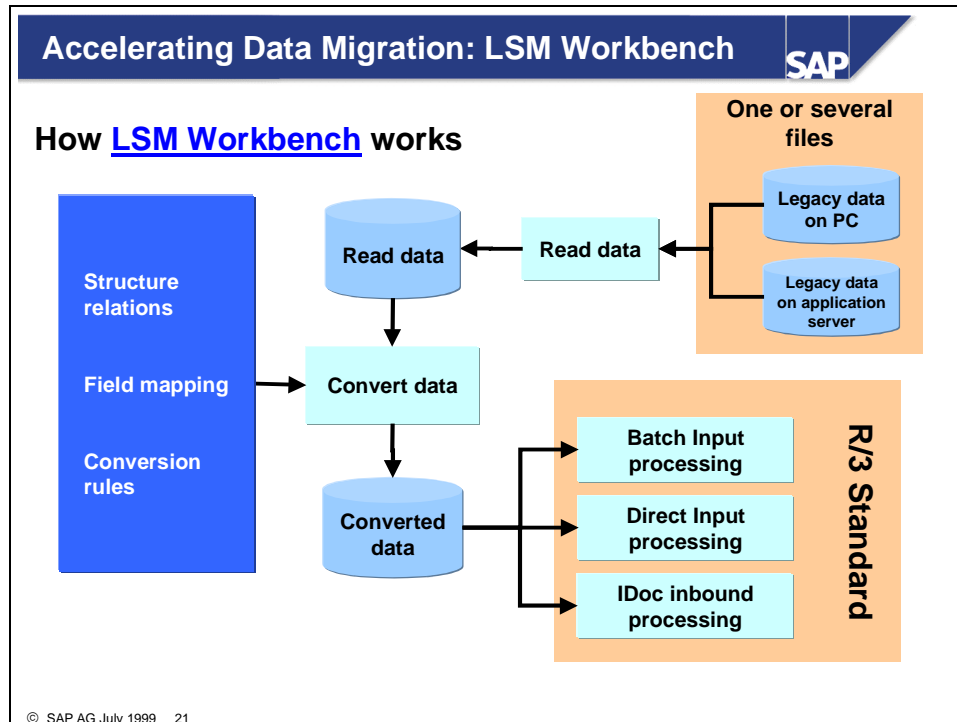 Accelerating Data Migration: LSM Workbench
SAP
How LSM Workbench works
One or several
files
Legacy data
on PC
Legacy data
on application
server
Read data
Read data
Structure
relations
Field mapping
Conversion
rules
Convert data
Converted
data
Batch Input
processing
Direct Input
processing
IDoc inbound
processing
R/3 Standard
© SAP AG July 1999 21